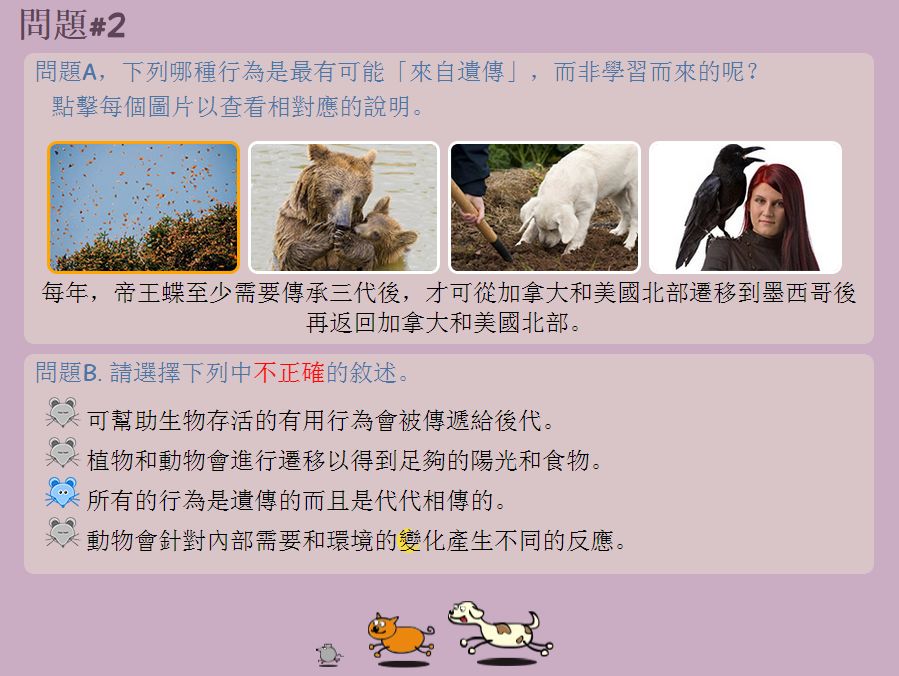 問題#2
問題A，下列哪種行為是最有可能「來自遺傳」，而非學習而來的呢？
點擊每個圖片以查看相對應的說明。
每年，帝王蝶至少需要傳承三代後，才可從加拿大和美國北部遷移到墨西哥後
再返回加拿大和美國北部。
問題B. 請選擇下列中不正確的敘述。
可幫助生物存活的有用行為會被傳遞給後代。
植物和動物會進行遷移以得到足夠的陽光和食物。
所有的行為是遺傳的而且是代代相傳的。
動物會針對內部需要和環境的變化產生不同的反應。